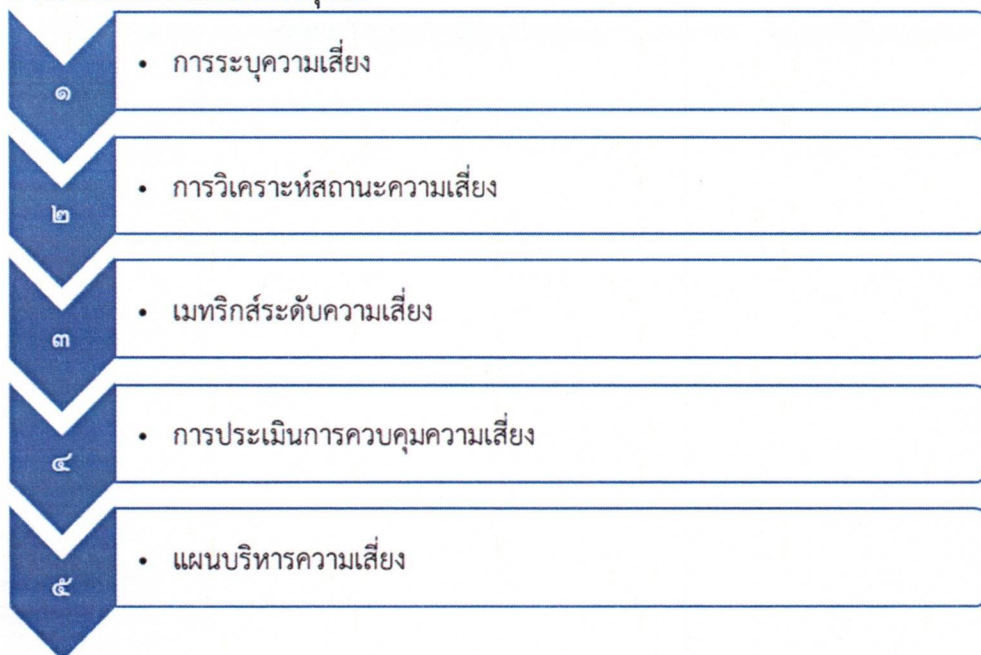 ๑
• การระบุความเสี่ยง
๒
• การวิเคราะห์สถานะความเสี่ยง
๓
• เมทริกส์ระดับความเสี่ยง
๔
• การประเมินการควบคุมความเสี่ยง
๕
• แผนบริหารความเสี่ยง